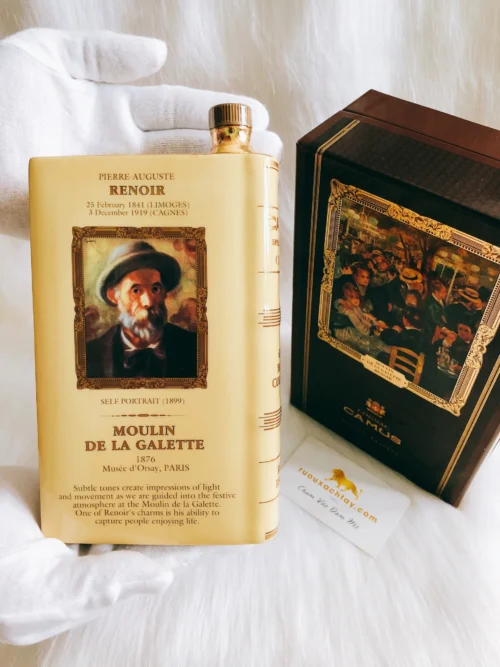 PIERRE-AUGUSTE
RENOIR
25 February 1841 (LIMOGES)
3 December 1919 (CAGNES)
SELF PORTRAIT (1899)
MOULIN
DE LA GALETTE
1876
Musée d'Orsay, PARIS
Subtle tones create impressions of light
and movement as we are guided into the festive
atmosphere at the Moulin de la Galette.
One of Renoir's charms is his ability to
capture people enjoying life.
CAMUS
ruouxachtay.com